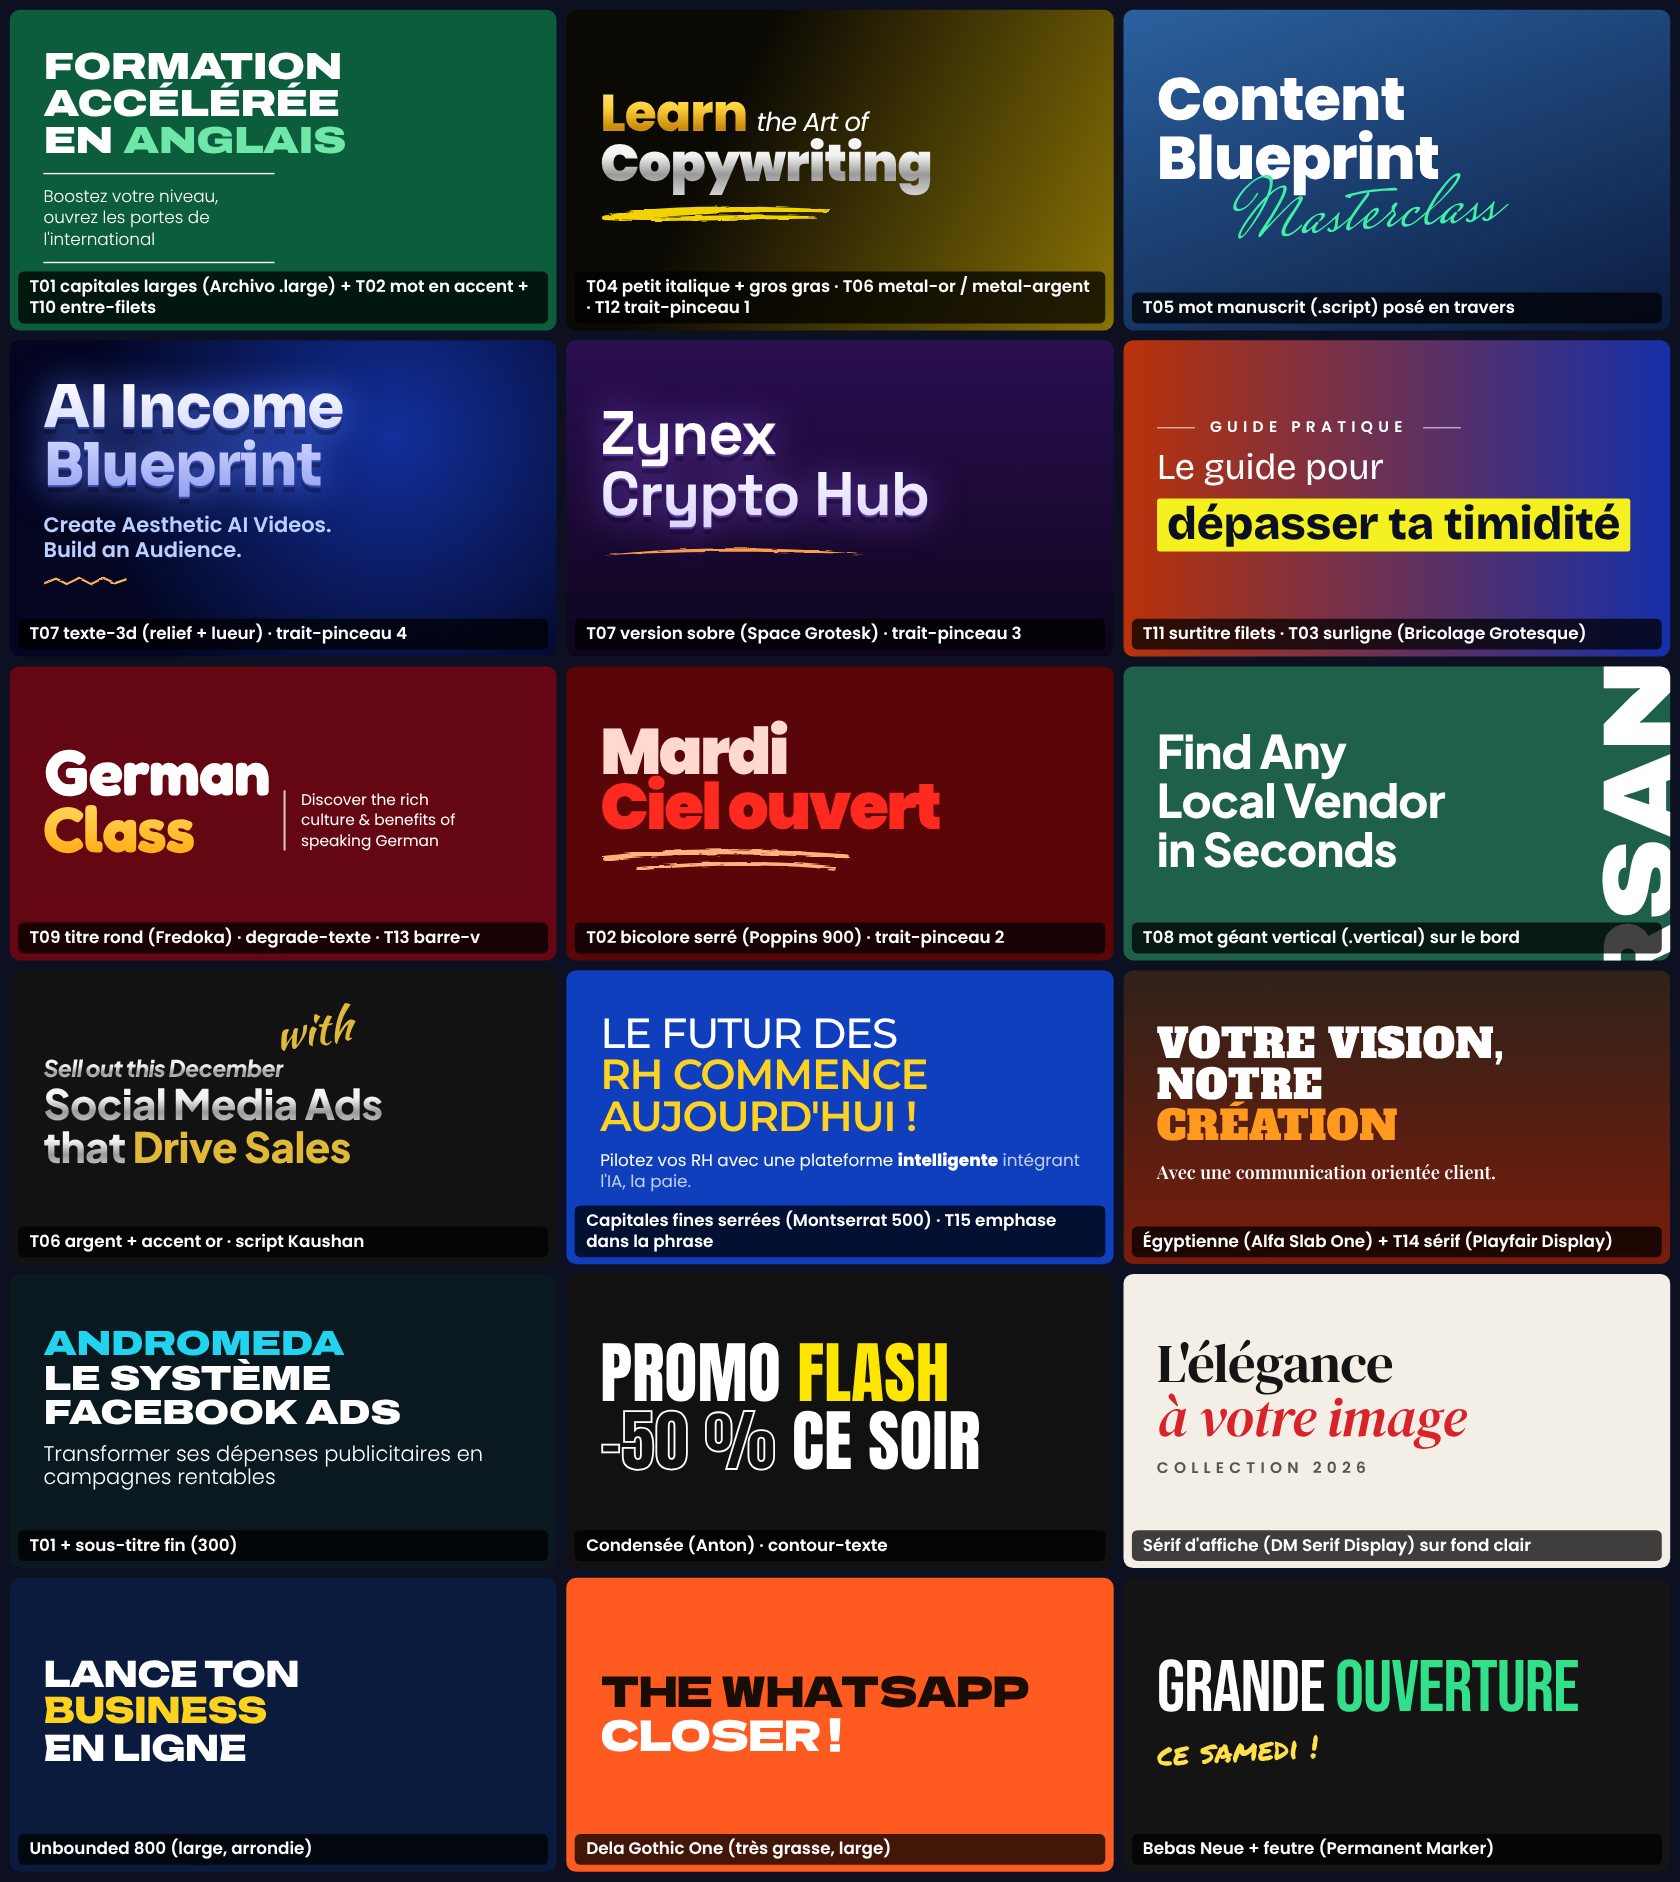 FORMATION
ACCÉLÉRÉE
EN ANGLAIS
Boostez votre niveau,
ouvrez les portes de
l'international
T01 capitales larges (Archivo .large) + T02 mot en accent +
T10 entre-filets
Learn the Art of
Copywriting
T04 petit italique + gros gras · T06 metal-or / metal-argent
· T12 trait-pinceau 1
Content
Blueprint
Masterclass
T05 mot manuscrit (.script) posé en travers
AI Income
Blueprint
Create Aesthetic AI Videos.
Build an Audience.
T07 texte-3d (relief + lueur) · trait-pinceau 4
Zynex
Crypto Hub
T07 version sobre (Space Grotesk) · trait-pinceau 3
GUIDE PRATIQUE
Le guide pour
dépasser ta timidité
T11 surtitre filets · T03 surligne (Bricolage Grotesque)
German
Class
Discover the rich
culture & benefits of
speaking German
T09 titre rond (Fredoka) · degrade-texte · T13 barre-v
Mardi
Ciel ouvert
T02 bicolore serré (Poppins 900) · trait-pinceau 2
Find Any
Local Vendor
in Seconds
RSAN
T08 mot géant vertical (.vertical) sur le bord
with
Sell out this December
Social Media Ads
that Drive Sales
T06 argent + accent or · script Kaushan
LE FUTUR DES
RH COMMENCE
AUJOURD'HUI !
Pilotez vos RH avec une plateforme intelligente intégrant
l'IA, la paie.
Capitales fines serrées (Montserrat 500) · T15 emphase
dans la phrase
VOTRE VISION,
NOTRE
CRÉATION
Avec une communication orientée client.
Égyptienne (Alfa Slab One) + T14 sérif (Playfair Display)
ANDROMEDA
LE SYSTÈME
FACEBOOK ADS
Transformer ses dépenses publicitaires en
campagnes rentables
T01 + sous-titre fin (300)
PROMO FLASH
-50 % CE SOIR
Condensée (Anton) · contour-texte
L'élégance
à votre image
COLLECTION 2026
Sérif d'affiche (DM Serif Display) sur fond clair
LANCE TON
BUSINESS
EN LIGNE
Unbounded 800 (large, arrondie)
THE WHATSAPP
CLOSER !
Dela Gothic One (très grasse, large)
GRANDE OUVERTURE
CE SAMEDI !
Bebas Neue + feutre (Permanent Marker)